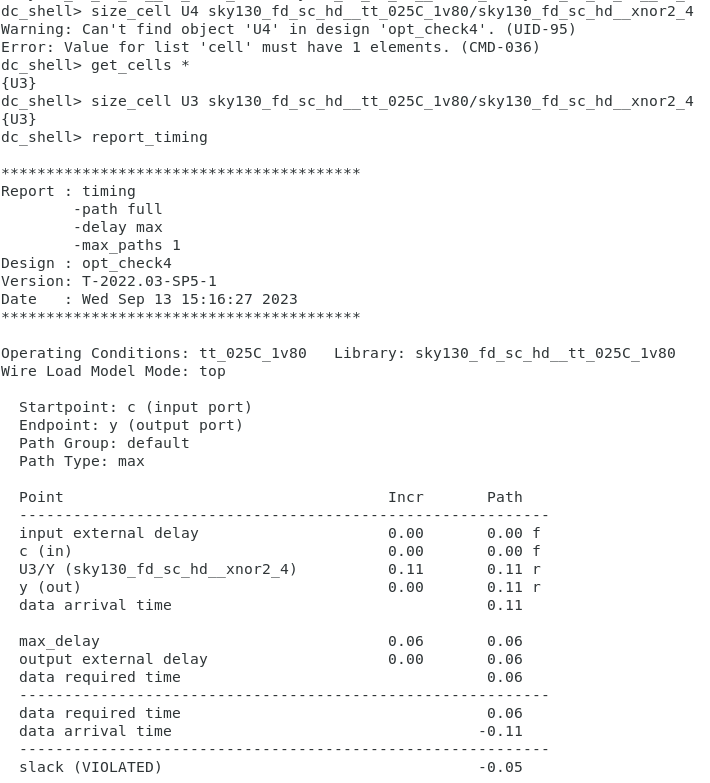 dc_shell> size_cell U4 sky130_fd_sc_hd__tt_025C_1v80/sky130_fd_sc_hd__xnor2_4
Warning: Can't find object 'U4' in design 'opt_check4'. (UID-95)
Error: Value for list 'cell' must have 1 elements. (CMD-036)
dc_shell> get_cells *
{U3}
dc_shell> size_cell U3 sky130_fd_sc_hd__tt_025C_1v80/sky130_fd_sc_hd__xnor2_4
{U3}
dc_shell> report_timing

****************************************
Report : timing
        -path full
        -delay max
        -max_paths 1
Design : opt_check4
Version: T-2022.03-SP5-1
Date   : Wed Sep 13 15:16:27 2023
****************************************

Operating Conditions: tt_025C_1v80   Library: sky130_fd_sc_hd__tt_025C_1v80
Wire Load Model Mode: top

  Startpoint: c (input port)
  Endpoint: y (output port)
  Path Group: default
  Path Type: max

  Point                                    Incr       Path
  -----------------------------------------------------------
  input external delay                     0.00       0.00 f
  c (in)                                   0.00       0.00 f
  U3/Y (sky130_fd_sc_hd__xnor2_4)          0.11       0.11 r
  y (out)                                  0.00       0.11 r
  data arrival time                                   0.11

  max_delay                                0.06       0.06
  output external delay                    0.00       0.06
  data required time                                  0.06
  -----------------------------------------------------------
  data required time                                  0.06
  data arrival time                                  -0.11
  -----------------------------------------------------------
  slack (VIOLATED)                                   -0.05